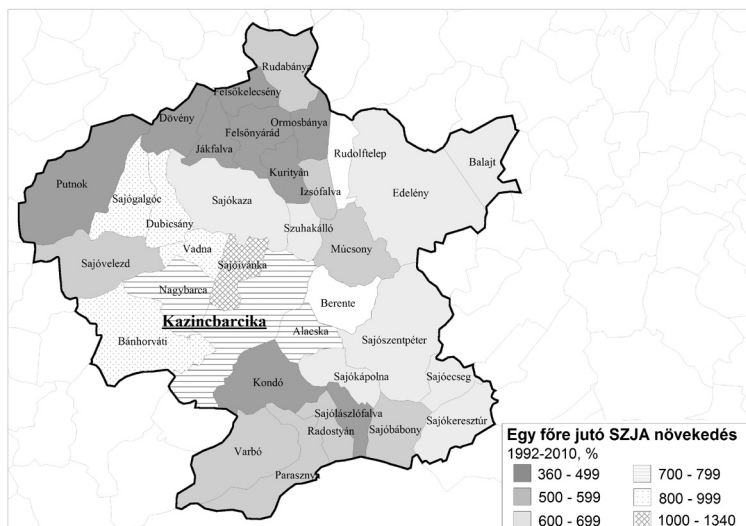 Rudabánya
Felsőkelecsény
Dövény
Ormosbánya
Felsőnyárád
Jákfalva
Rudolftelep
Balajt
Kurityán
Putnok
Izsófalva
Edelény
Sajógalgóc
Sajókaza
Dubicsány
Szuhakálló
Vadna
Múcsony
Sajóvelezd
Sajóivánka
Nagybarca
Berente
Kazincbarcika
Alacska
Bánhorváti
Sajószentpéter
Kondó
Sajókápolna
Sajóecseg
Sajólászlófalva
Sajókeresztúr
Radostyán
Sajóbábony
Varbó
Parasznya
Egy főre jutó SZJA növekedés
1992-2010, %
360 - 499
700 - 799
500 - 599
800 - 999
600 - 699
1000 - 1340